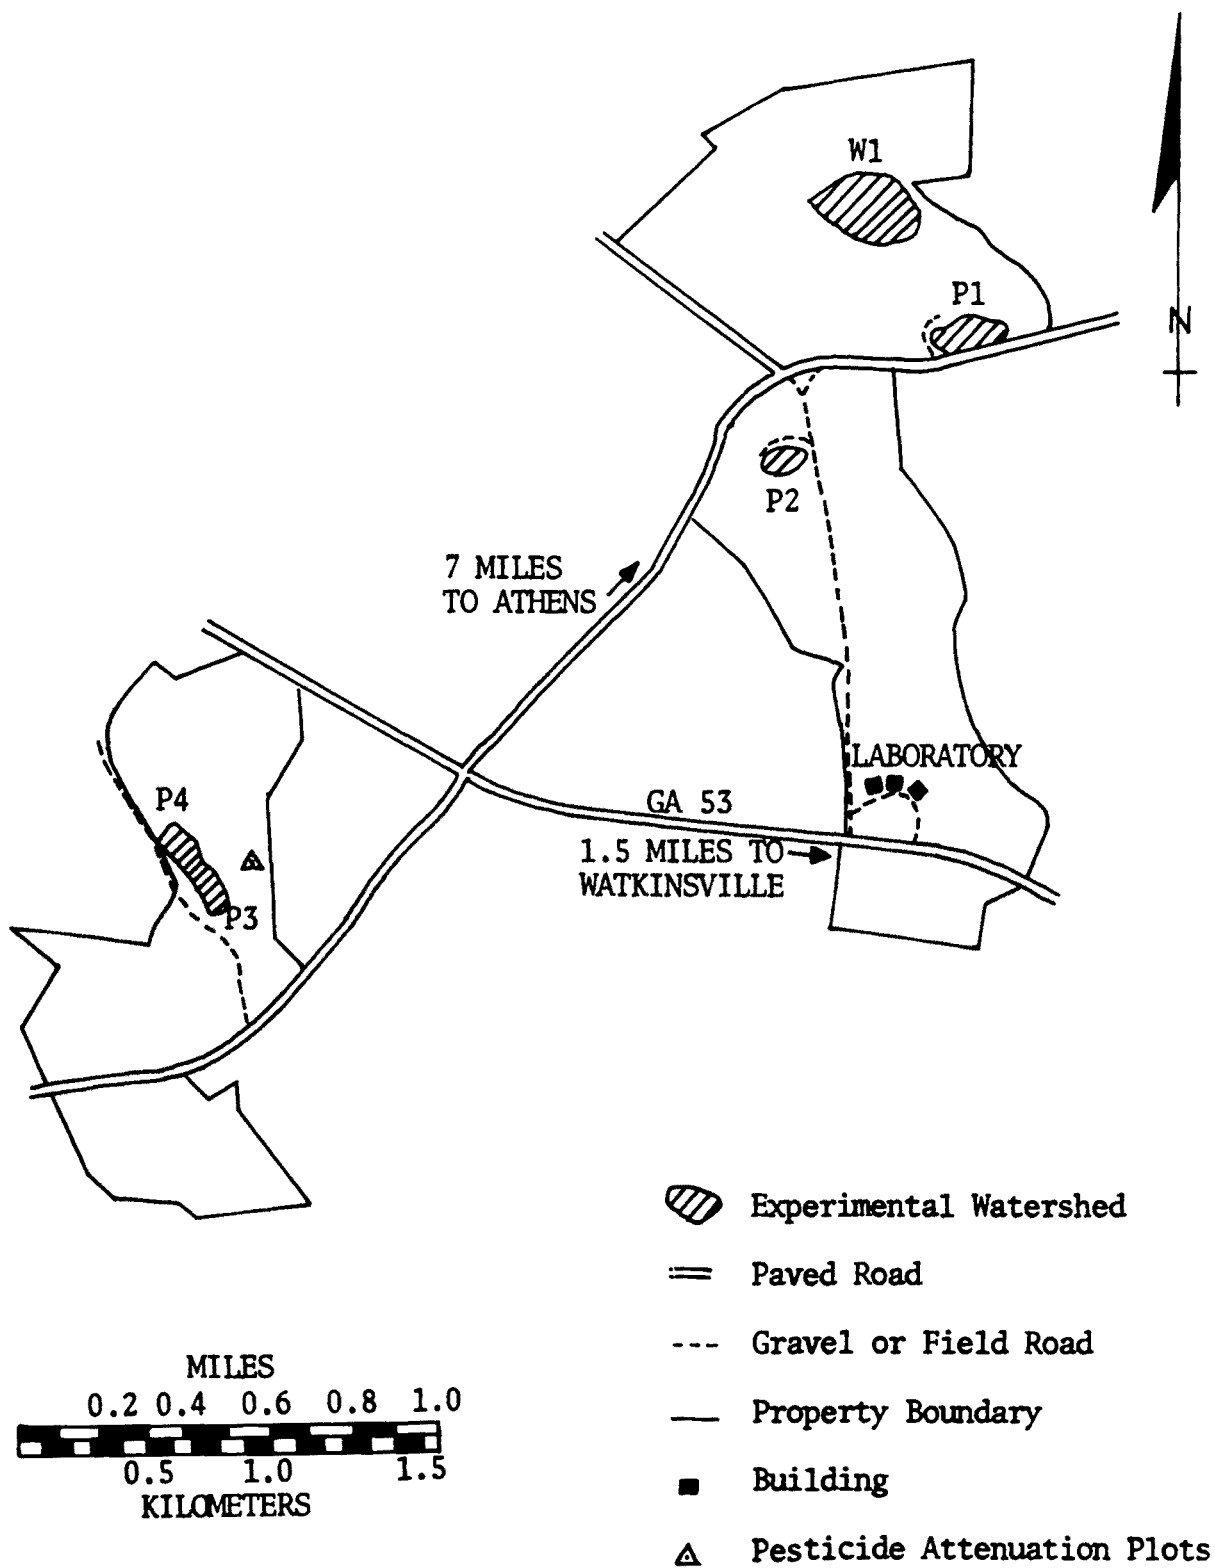 W1
P1
N
P2
7 MILES
TO ATHENS
LABORATORY
P4
GA 53
1.5 MILES TO
WATKINSVILLE
P3
Experimental Watershed
Paved Road
Gravel or Field Road
Property Boundary
Building
Pesticide Attenuation Plots
MILES
0.2 0.4 0.6 0.8 1.0
0.5 1.0 1.5
KILOMETERS